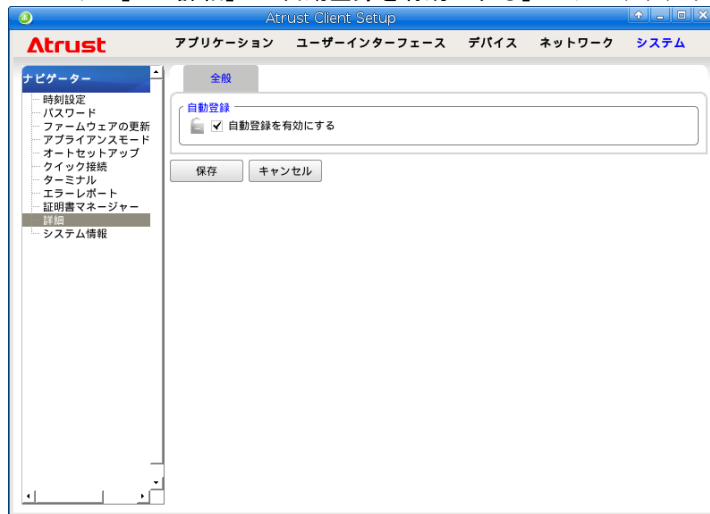 Atrust Client Setup
Atrust
アプリケーション ユーザーインターフェース デバイス ネットワーク システム
ナビゲーター
時刻設定
パスワード
ファームウェアの更新
アプライアンスモード
オートセットアップ
クイック接続
ターミナル
エラーレポート
証明書マネージャー
詳細
システム情報
全般
自動登録
自動登録を有効にする
保存 キャンセル